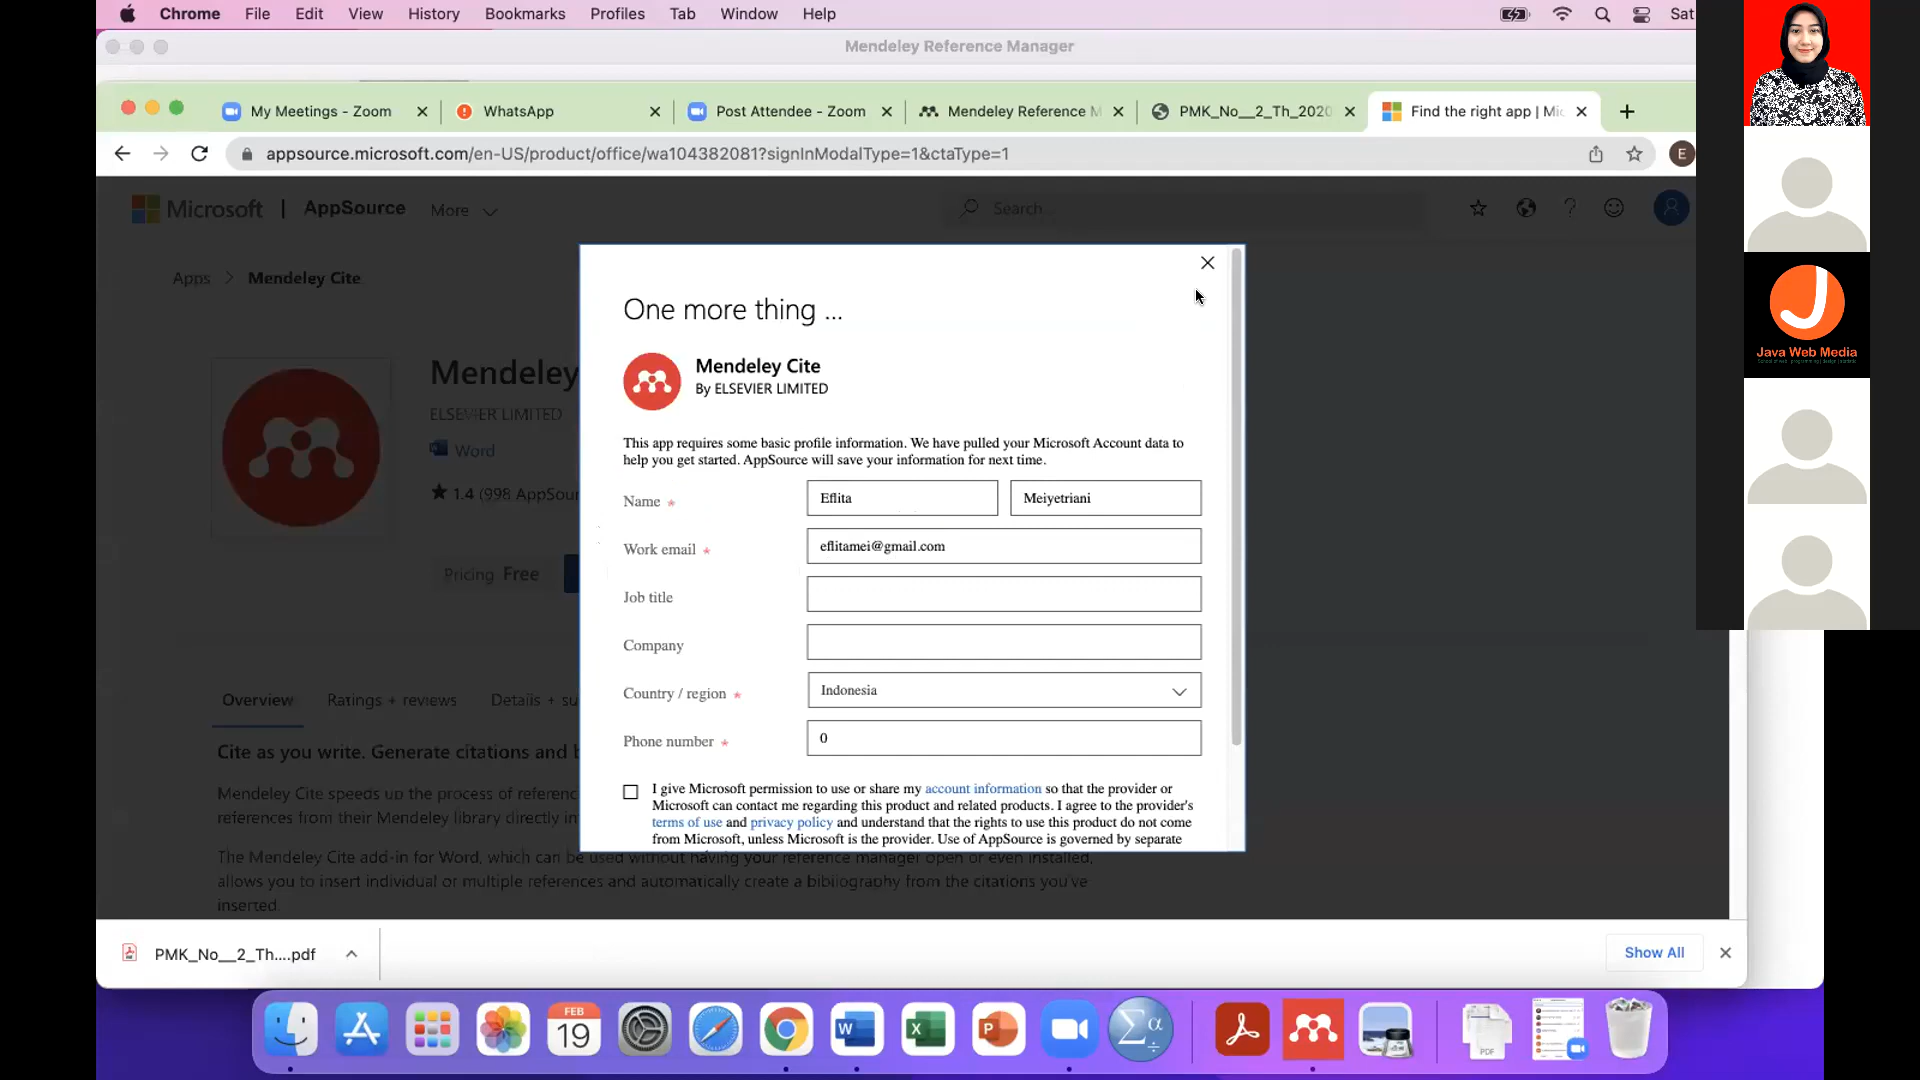 Chrome File Edit View History Bookmarks Profiles Tab Window Help Sat
Mendeley Reference Manager
My Meetings - Zoom WhatsApp Post Attendee - Zoom Mendeley Reference M PMK_No__2_Th_2020 Find the right app | Mic
appsource.microsoft.com/en-US/product/office/wa104382081?signInModalType=1&ctaType=1
E
Microsoft | AppSource More Search...
Apps > Mendeley Cite
One more thing ...
Mendeley
Mendeley Cite
By ELSEVIER LIMITED
ELSEVIER LIMITED
Word
1.4 (998 AppSour
Pricing Free
This app requires some basic profile information. We have pulled your Microsoft Account data to
help you get started. AppSource will save your information for next time.
Name * Eflita Meiyetriani
Work email * eflitamei@gmail.com
Job title
Company
Country / region * Indonesia
Phone number * 0
I give Microsoft permission to use or share my account information so that the provider or
Microsoft can contact me regarding this product and related products. I agree to the provider's
terms of use and privacy policy and understand that the rights to use this product do not come
from Microsoft, unless Microsoft is the provider. Use of AppSource is governed by separate
Overview Ratings + reviews Details + su
Cite as you write. Generate citations and b
Mendeley Cite speeds up the process of referenc
references from their Mendeley library directly in
The Mendeley Cite add-in for Word, which can be used without having your reference manager open or even installed,
allows you to insert individual or multiple references and automatically create a bibliography from the citations you've
inserted.
PMK_No__2_Th....pdf Show All
FEB
19
W X P Σα
PDF
Java Web Media